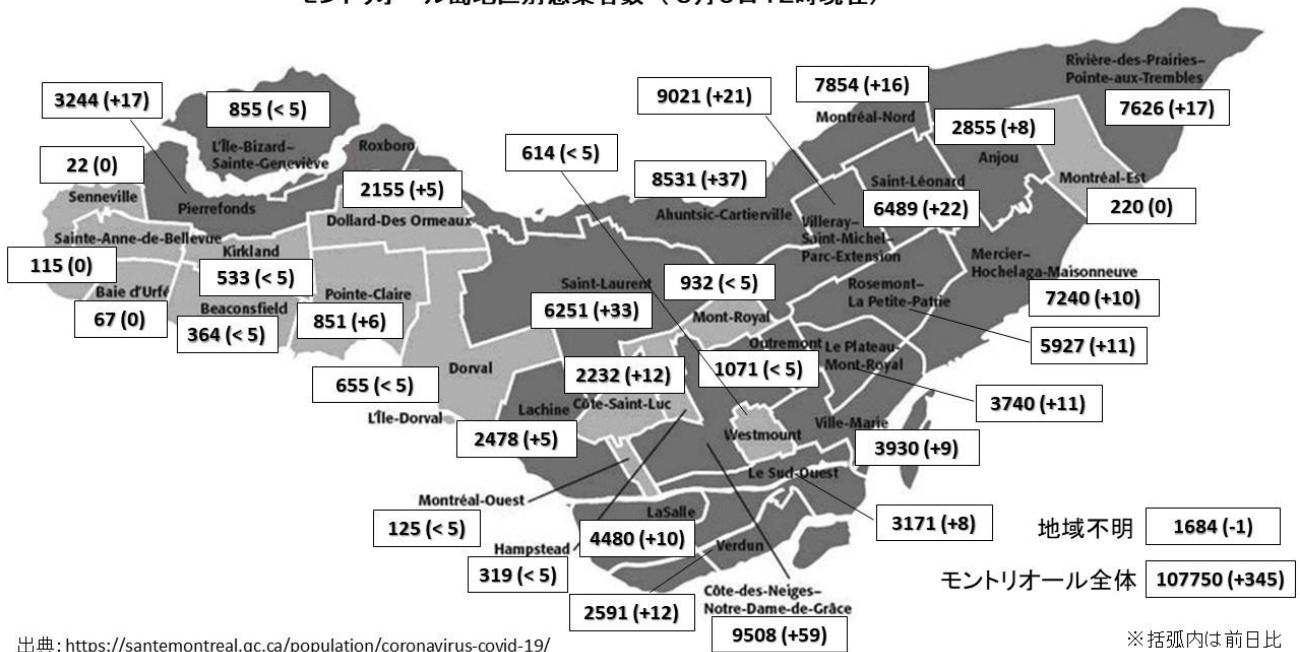 3244 (+17)
855 (< 5)
L'Île-Bizard–
Sainte-Geneviève
Roxboro
22 (0)
Senneville
Pierrefonds
2155 (+5)
Dollard-Des Ormeaux
Sainte-Anne-de-Bellevue
115 (0)
Kirkland
533 (< 5)
Baie d'Urfé
67 (0)
Beaconsfield
364 (< 5)
Pointe-Claire
851 (+6)
655 (< 5)
L'Île-Dorval
Dorval
9021 (+21)
614 (< 5)
8531 (+37)
Ahuntsic-Cartierville
7854 (+16)
Montréal-Nord
Rivière-des-Prairies–
Pointe-aux-Trembles
7626 (+17)
2855 (+8)
Anjou
Montréal-Est
220 (0)
Saint-Léonard
6489 (+22)
Villeray–
Saint-Michel–
Parc-Extension
Mercier–
Hochelaga-Maisonneuve
7240 (+10)
Saint-Laurent
6251 (+33)
932 (< 5)
Mont-Royal
Rosemont–
La Petite-Patrie
5927 (+11)
Outremont
1071 (< 5)
Le Plateau-
Mont-Royal
3740 (+11)
2232 (+12)
Côte-Saint-Luc
Lachine
2478 (+5)
Westmount
Ville-Marie
3930 (+9)
Le Sud-Ouest
3171 (+8)
Montréal-Ouest
125 (< 5)
Hampstead
319 (< 5)
LaSalle
4480 (+10)
Verdun
2591 (+12)
Côte-des-Neiges–
Notre-Dame-de-Grâce
9508 (+59)
地域不明 1684 (-1)
モントリオール全体 107750 (+345)
出典: https://santemontreal.qc.ca/population/coronavirus-covid-19/
※括弧内は前日比